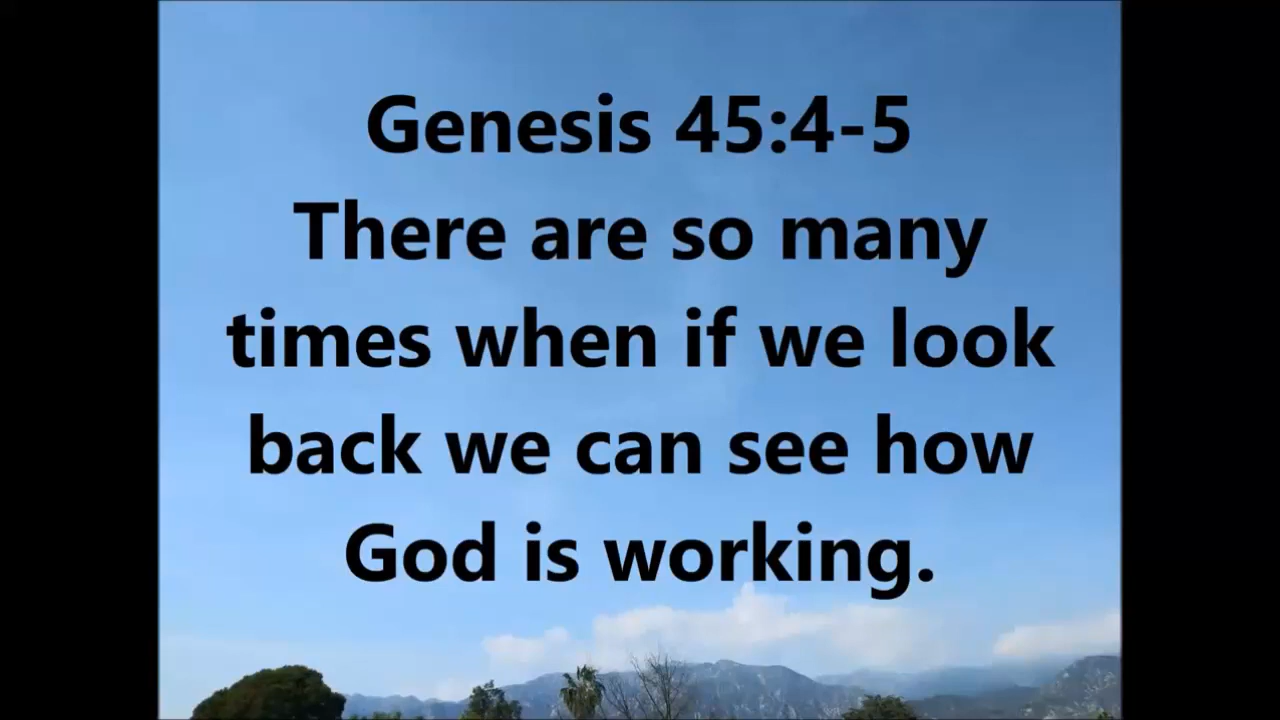 Genesis 45:4-5
There are so many
times when if we look
back we can see how
God is working.